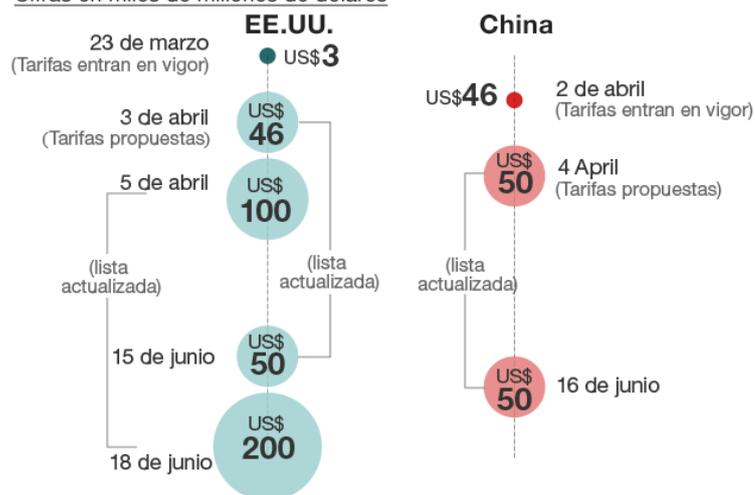 EE.UU.
23 de marzo
(Tarifas entran en vigor)
US$3
3 de abril
(Tarifas propuestas)
US$
46
5 de abril
US$
100
(lista
actualizada)
(lista
actualizada)
15 de junio
US$
50
18 de junio
US$
200
China
US$46
2 de abril
(Tarifas entran en vigor)
US$
50
4 April
(Tarifas propuestas)
(lista
actualizada)
US$
50
16 de junio